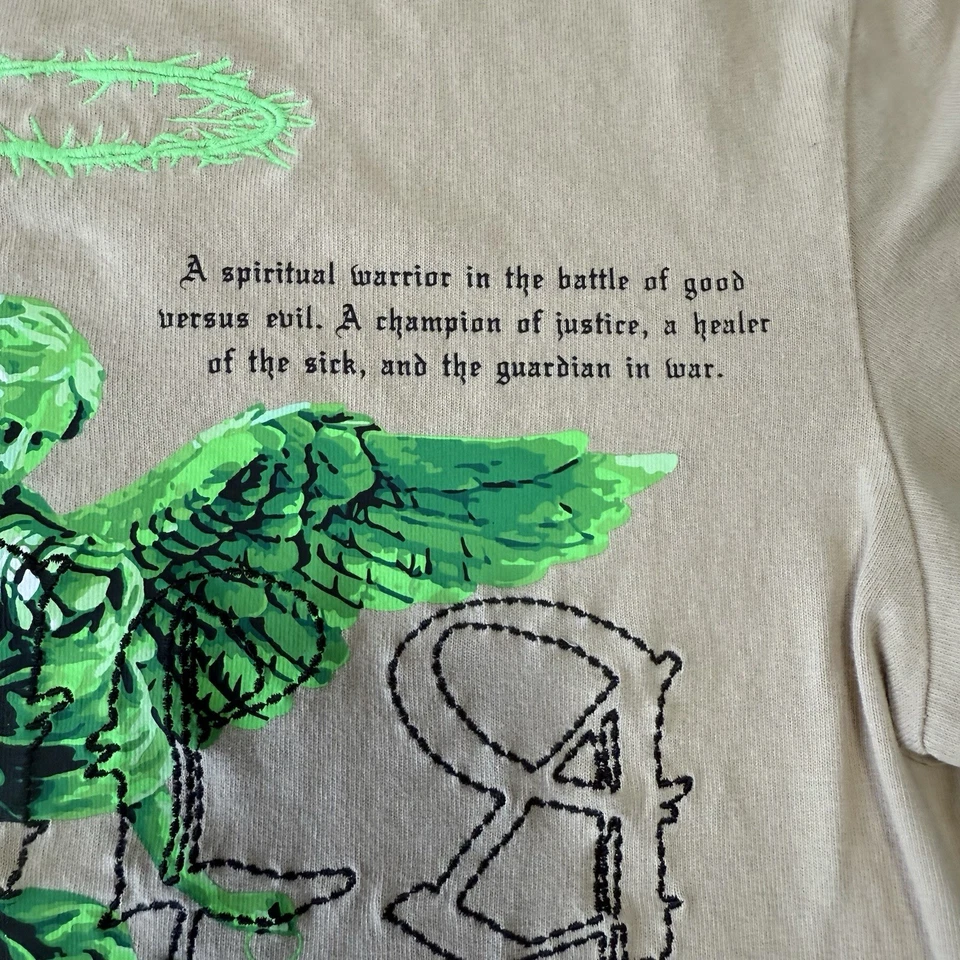 A spiritual warrior in the battle of good
versus evil. A champion of justice, a healer
of the sick, and the guardian in war.